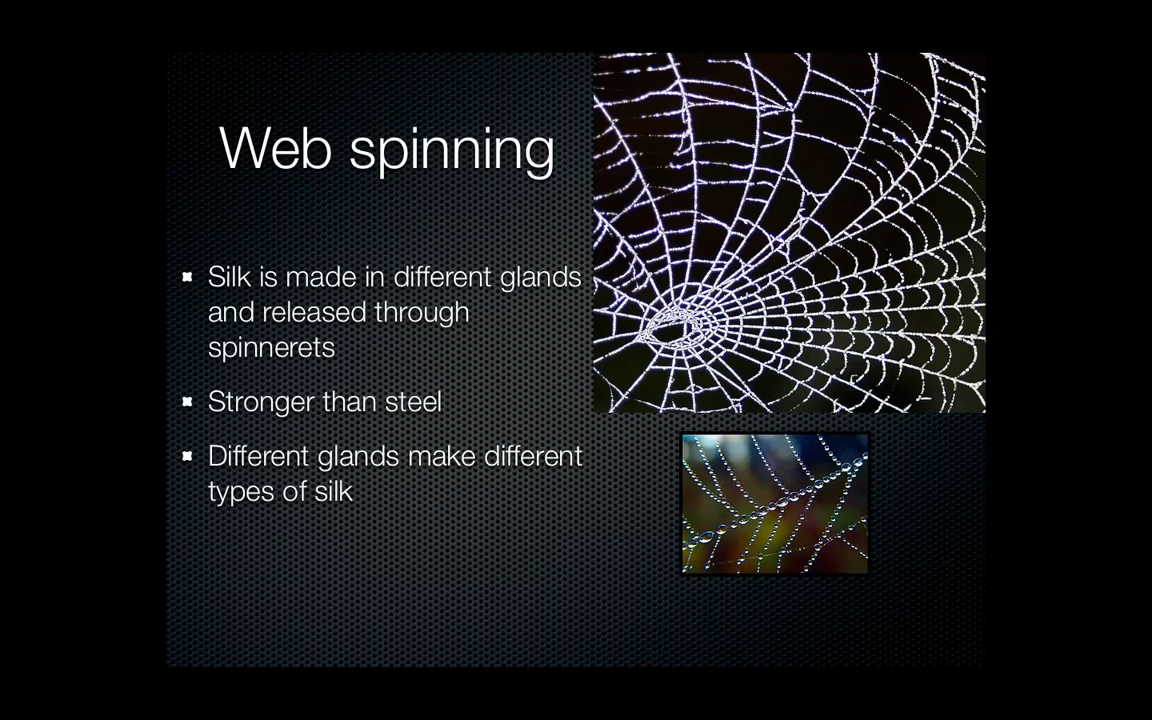 Web spinning
Silk is made in different glands
and released through
spinnerets
Stronger than steel
Different glands make different
types of silk